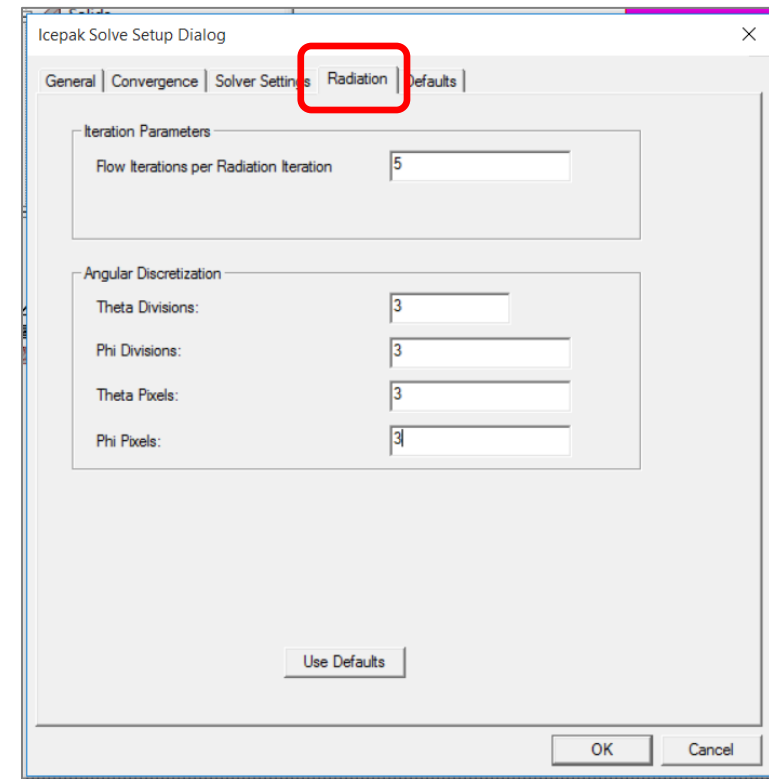 Icepak Solve Setup Dialog
General Convergence Solver Settings Radiation Defaults
Iteration Parameters
Flow Iterations per Radiation Iteration 5
Angular Discretization
Theta Divisions: 3
Phi Divisions: 3
Theta Pixels: 3
Phi Pixels: 3
Use Defaults
OK Cancel